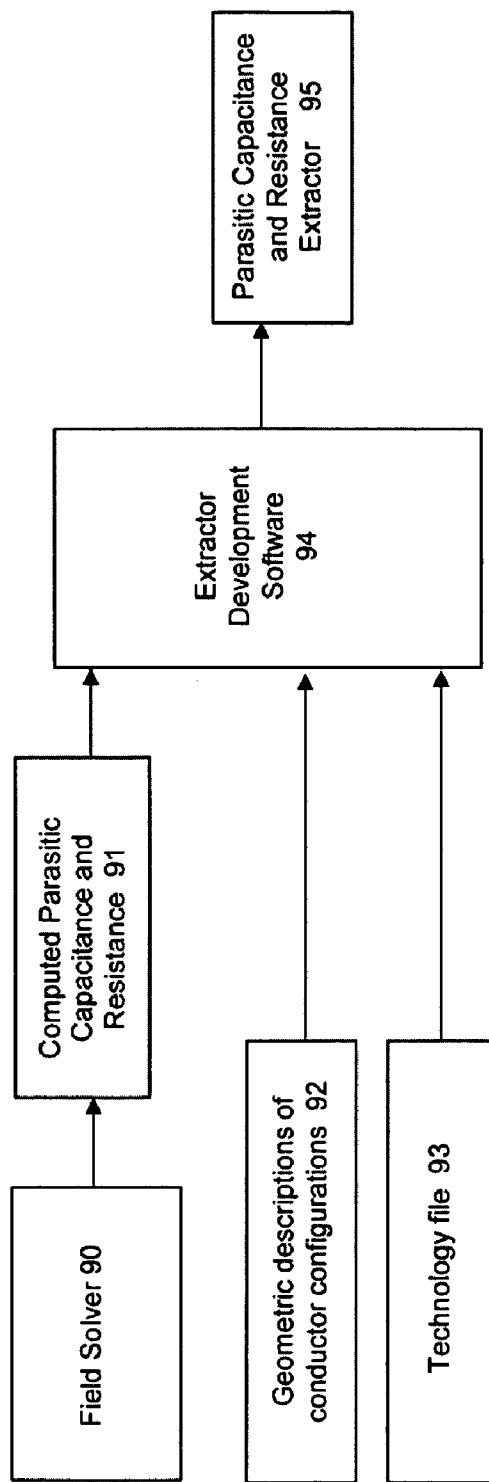 Field Solver 90
Computed Parasitic
Capacitance and
Resistance 91
Geometric descriptions of
conductor configurations 92
Technology file 93
Extractor
Development
Software
94
Parasitic Capacitance
and Resistance
Extractor 95